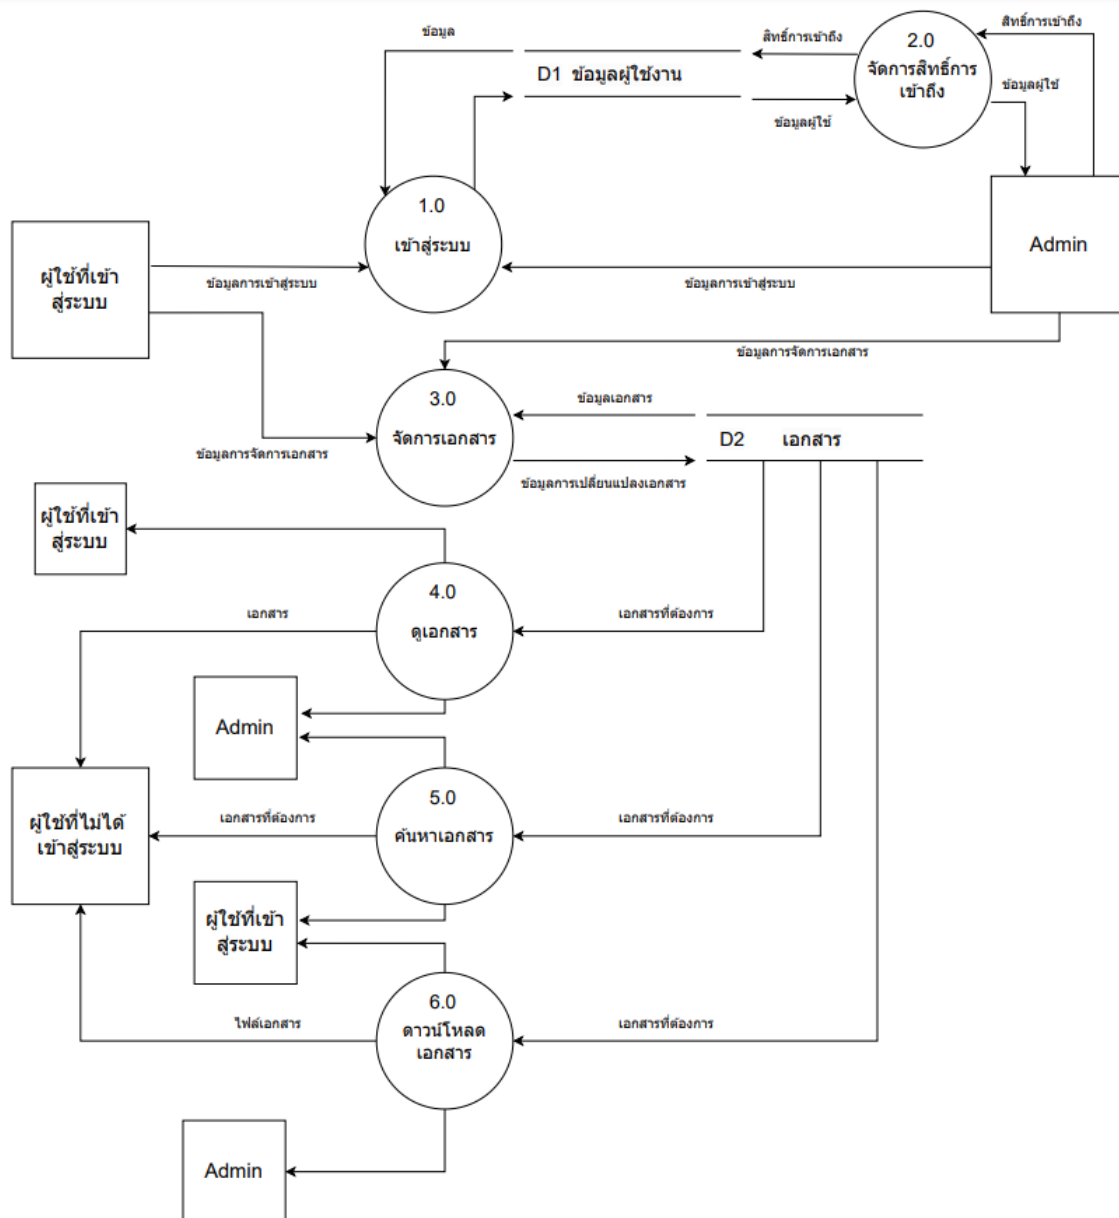 ข้อมูล
สิทธิ์การเข้าถึง
สิทธิ์การเข้าถึง
2.0
จัดการสิทธิ์การ
เข้าถึง
D1 ข้อมูลผู้ใช้งาน
ข้อมูลผู้ใช้
ข้อมูลผู้ใช้
1.0
เข้าสู่ระบบ
Admin
ผู้ใช้ที่เข้า
สู่ระบบ
ข้อมูลการเข้าสู่ระบบ
ข้อมูลการเข้าสู่ระบบ
ข้อมูลการจัดการเอกสาร
3.0
จัดการเอกสาร
ข้อมูลเอกสาร
D2 เอกสาร
ข้อมูลการจัดการเอกสาร
ข้อมูลการเปลี่ยนแปลงเอกสาร
ผู้ใช้ที่เข้า
สู่ระบบ
4.0
ดูเอกสาร
เอกสาร
เอกสารที่ต้องการ
Admin
5.0
ค้นหาเอกสาร
ผู้ใช้ที่ไม่ได้
เข้าสู่ระบบ
เอกสารที่ต้องการ
เอกสารที่ต้องการ
ผู้ใช้ที่เข้า
สู่ระบบ
6.0
ดาวน์โหลด
เอกสาร
ไฟล์เอกสาร
เอกสารที่ต้องการ
Admin